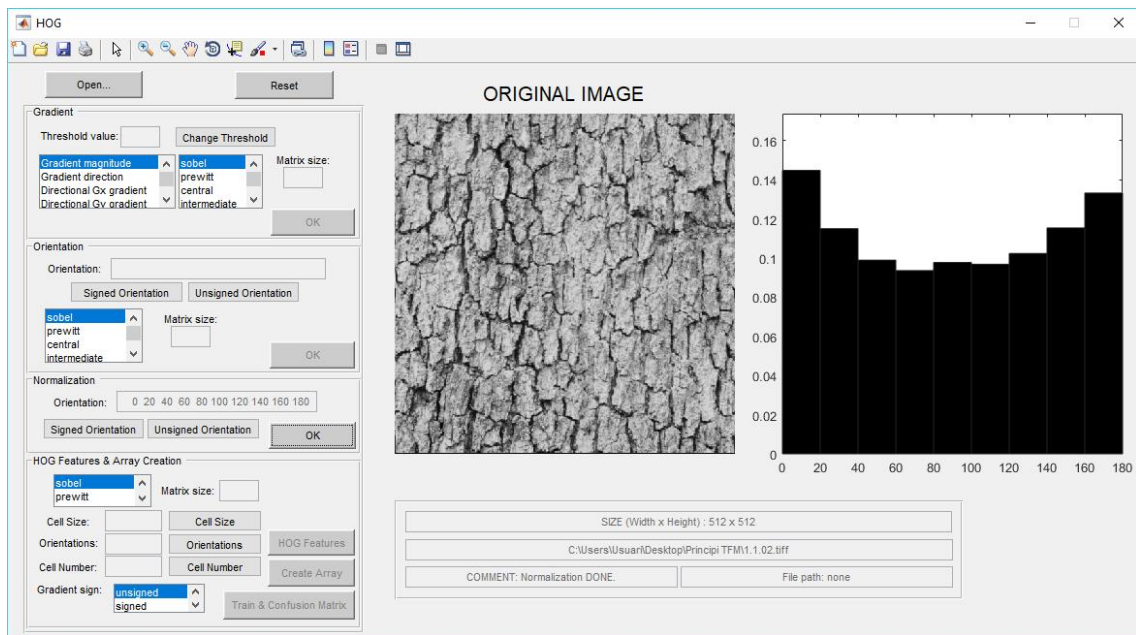 HOG
Open...
Reset
Gradient
Threshold value:
Change Threshold
Gradient magnitude
Gradient direction
Directional Gx gradient
Directional Gy gradient
sobel
prewitt
central
intermediate
Matrix size:
OK
Orientation
Orientation:
Signed Orientation
Unsigned Orientation
sobel
prewitt
central
intermediate
Matrix size:
OK
Normalization
Orientation:
0 20 40 60 80 100 120 140 160 180
Signed Orientation
Unsigned Orientation
OK
HOG Features & Array Creation
sobel
prewitt
Matrix size:
Cell Size:
Cell Size
Orientations:
Orientations
HOG Features
Cell Number:
Cell Number
Create Array
Gradient sign:
unsigned
signed
Train & Confusion Matrix
ORIGINAL IMAGE
0.16
0.14
0.12
0.1
0.08
0.06
0.04
0.02
0
0 20 40 60 80 100 120 140 160 180
SIZE (Width x Height) : 512 x 512
C:\Users\Usuari\Desktop\Principi TFM\1.1.02.tiff
COMMENT: Normalization DONE.
File path: none